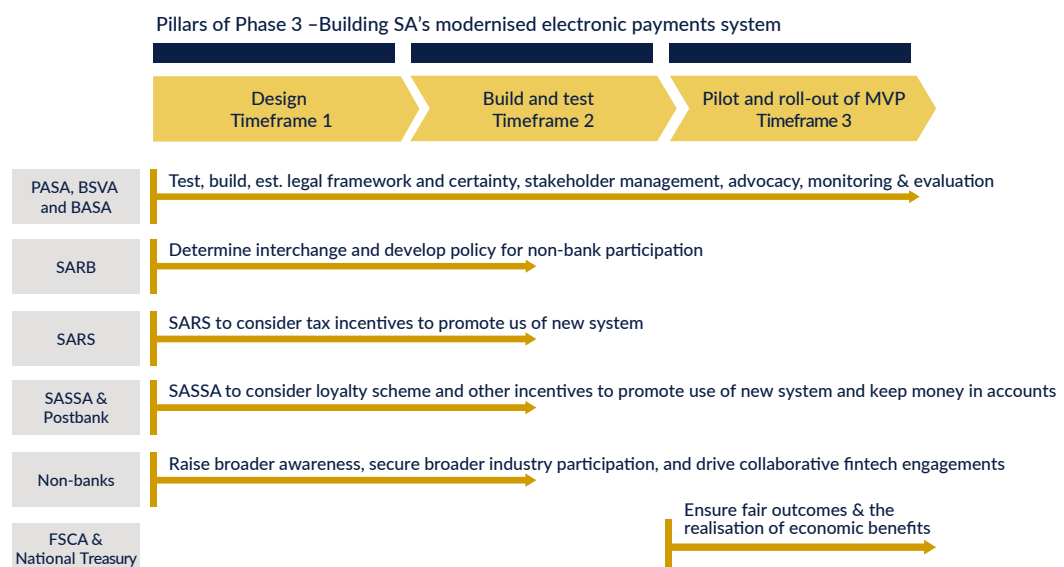 Pillars of Phase 3 –Building SA's modernised electronic payments system
Design
Timeframe 1
Build and test
Timeframe 2
Pilot and roll-out of MVP
Timeframe 3
PASA, BSVA
and BASA
Test, build, est. legal framework and certainty, stakeholder management, advocacy, monitoring & evaluation
SARB
Determine interchange and develop policy for non-bank participation
SARS
SARS to consider tax incentives to promote us of new system
SASSA &
Postbank
SASSA to consider loyalty scheme and other incentives to promote use of new system and keep money in accounts
Non-banks
Raise broader awareness, secure broader industry participation, and drive collaborative fintech engagements
FSCA &
National Treasury
Ensure fair outcomes & the
realisation of economic benefits